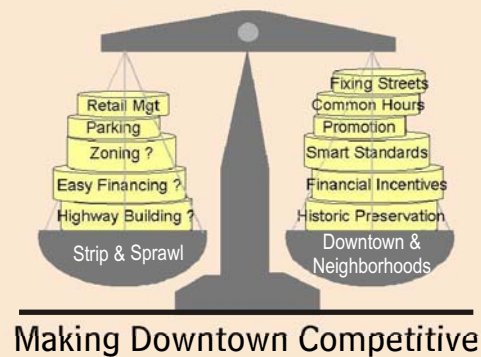 Retail Mgt
Parking
Zoning ?
Easy Financing ?
Highway Building ?
Strip & Sprawl
Fixing Streets
Common Hours
Promotion
Smart Standards
Financial Incentives
Historic Preservation
Downtown &
Neighborhoods
Making Downtown Competitive